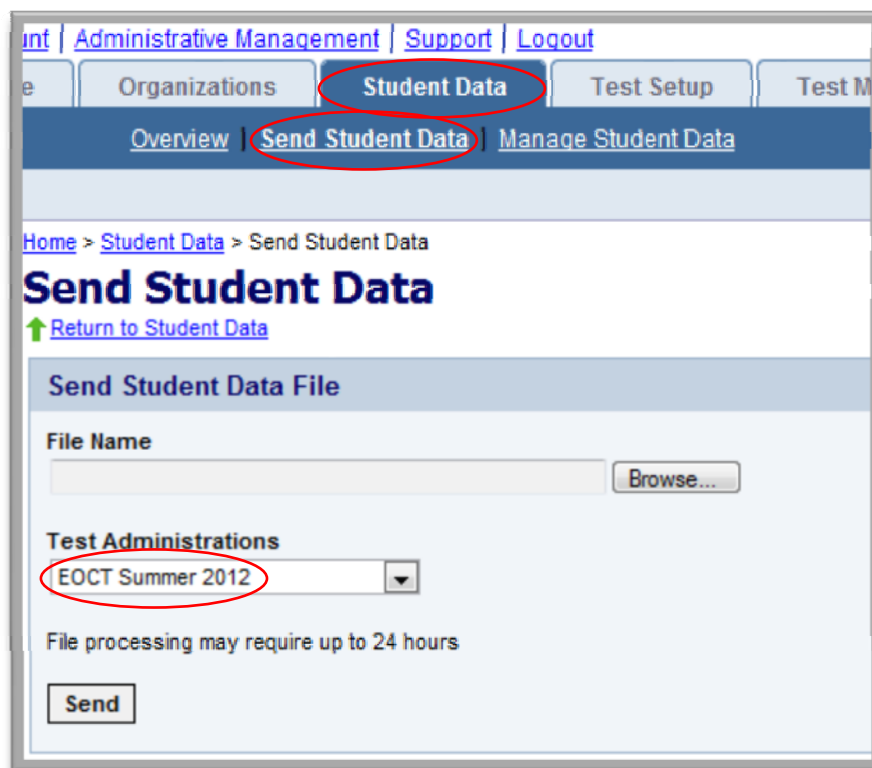 unt | Administrative Management | Support | Logout
e Organizations Student Data Test Setup Test M
Overview | Send Student Data | Manage Student Data
Home > Student Data > Send Student Data
Send Student Data
Return to Student Data
Send Student Data File
File Name
Browse...
Test Administrations
EOCT Summer 2012
File processing may require up to 24 hours
Send